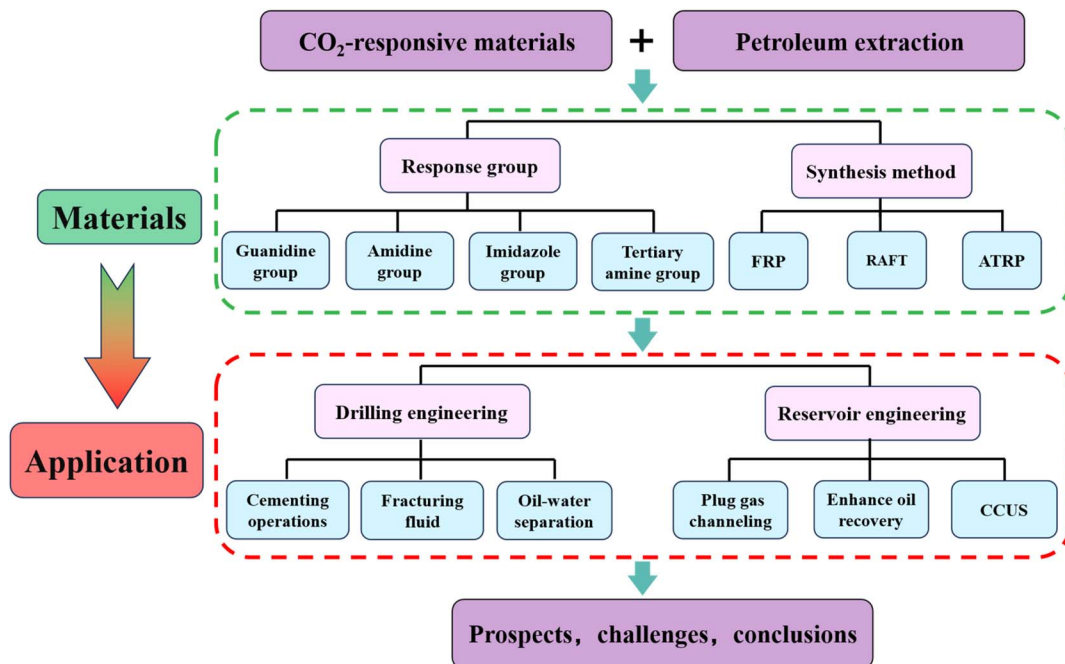 CO₂-responsive materials + Petroleum extraction
Response group
Synthesis method
Materials
Guanidine
group
Amidine
group
Imidazole
group
Tertiary
amine group
FRP
RAFT
ATRP
Drilling engineering
Reservoir engineering
Application
Cementing
operations
Fracturing
fluid
Oil-water
separation
Plug gas
channeling
Enhance oil
recovery
CCUS
Prospects, challenges, conclusions